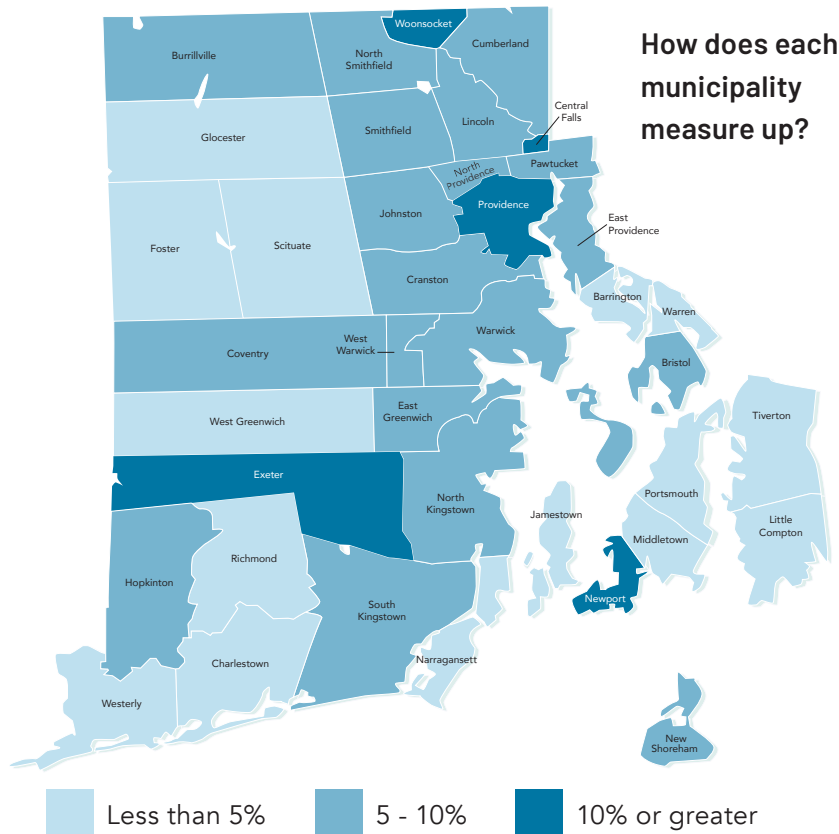 How does each
municipality
measure up?
Woonsocket
Cumberland
Burrillville
North
Smithfield
Central
Falls
Lincoln
Smithfield
Glocester
Pawtucket
North
Providence
Providence
Johnston
East
Providence
Foster
Scituate
Cranston
Barrington
Warren
Warwick
West
Warwick
Coventry
Bristol
East
Greenwich
West Greenwich
Tiverton
Exeter
North
Kingstown
Portsmouth
Jamestown
Little
Compton
Middletown
Richmond
Hopkinton
Newport
South
Kingstown
Charlestown
Narragansett
Westerly
New
Shoreham
Less than 5%
5 - 10%
10% or greater